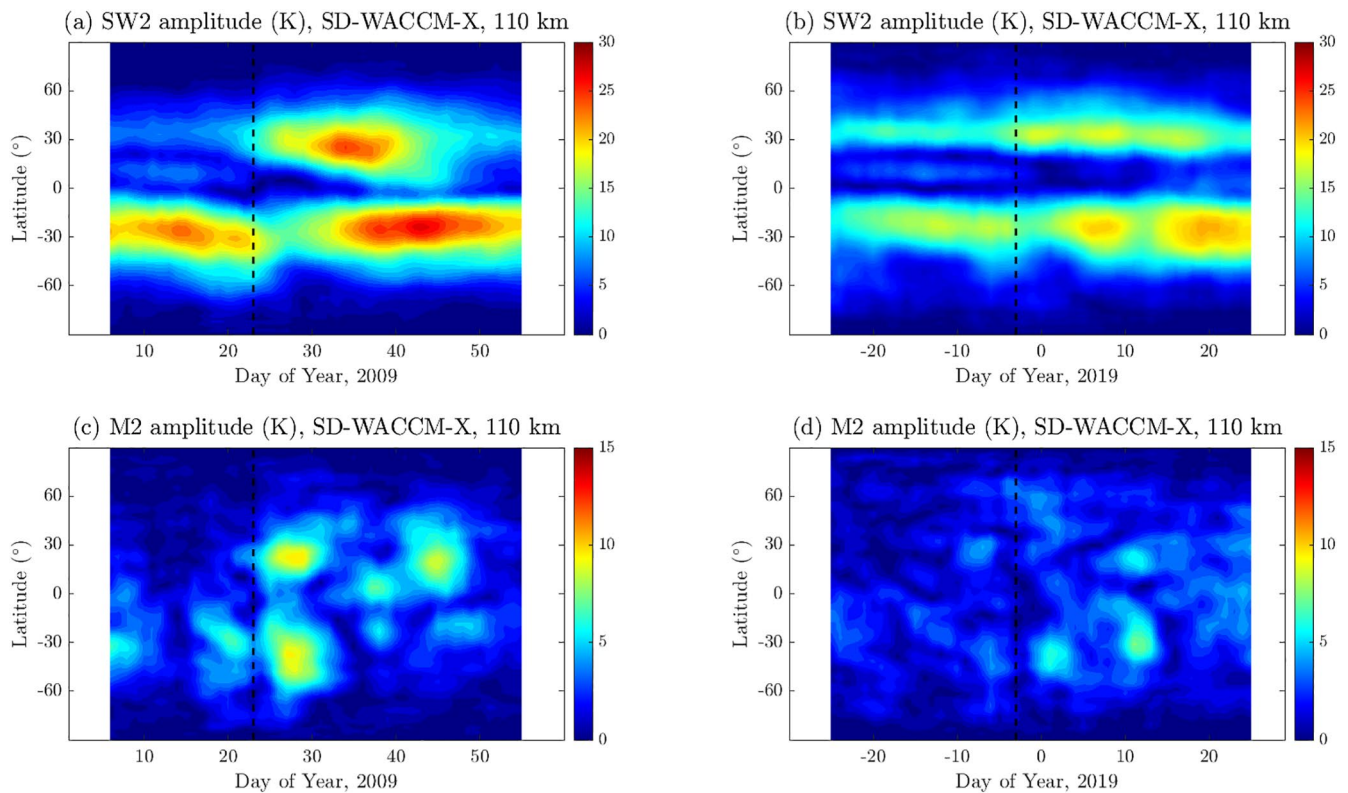 (a) SW2 amplitude (K), SD-WACCM-X, 110 km
30
25
20
15
10
5
0
60
30
0
-30
-60
Latitude (°)
10 20 30 40 50
Day of Year, 2009
(b) SW2 amplitude (K), SD-WACCM-X, 110 km
30
25
20
15
10
5
0
60
30
0
-30
-60
Latitude (°)
-20 -10 0 10 20
Day of Year, 2019
(c) M2 amplitude (K), SD-WACCM-X, 110 km
15
10
5
0
60
30
0
-30
-60
Latitude (°)
10 20 30 40 50
Day of Year, 2009
(d) M2 amplitude (K), SD-WACCM-X, 110 km
15
10
5
0
60
30
0
-30
-60
Latitude (°)
-20 -10 0 10 20
Day of Year, 2019